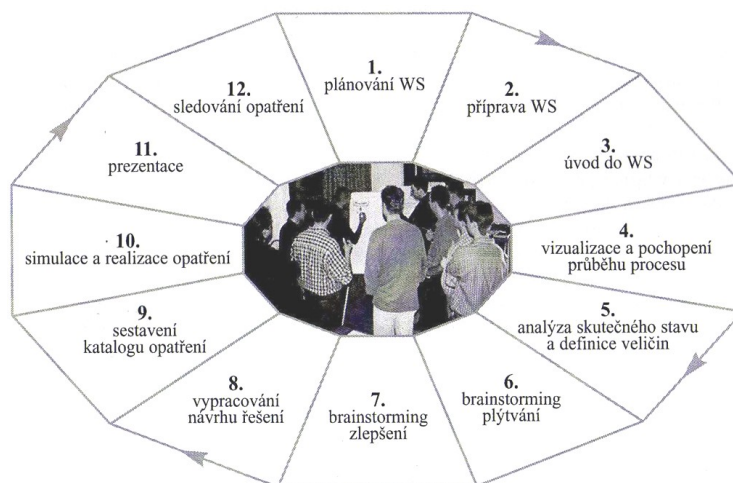 1.
plánování WS
2.
příprava WS
3.
úvod do WS
4.
vizualizace a pochopení
průběhu procesu
5.
analýza skutečného stavu
a definice veličin
6.
brainstorming
plýtvání
7.
brainstorming
zlepšení
8.
vypracování
návrhu řešení
9.
sestavení
katalogu opatření
10.
simulace a realizace opatření
11.
prezentace
12.
sledování opatření